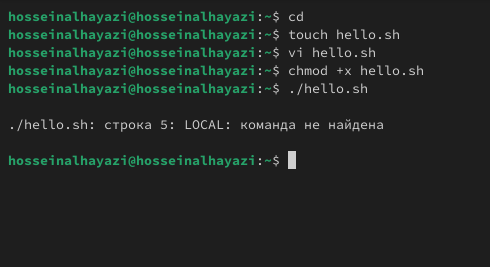 hosseinalhayazi@hosseinalhayazi:~$ cd
hosseinalhayazi@hosseinalhayazi:~$ touch hello.sh
hosseinalhayazi@hosseinalhayazi:~$ vi hello.sh
hosseinalhayazi@hosseinalhayazi:~$ chmod +x hello.sh
hosseinalhayazi@hosseinalhayazi:~$ ./hello.sh
./hello.sh: строка 5: LOCAL: команда не найдена
hosseinalhayazi@hosseinalhayazi:~$